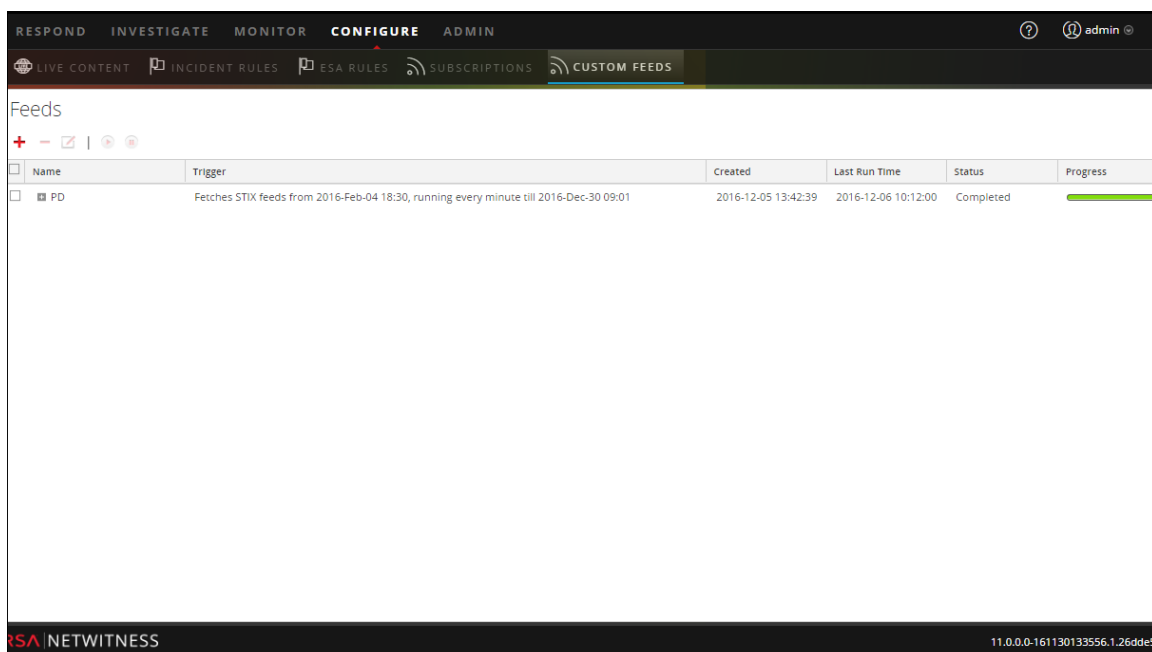 RESPOND INVESTIGATE MONITOR CONFIGURE ADMIN ? admin
LIVE CONTENT INCIDENT RULES ESA RULES SUBSCRIPTIONS CUSTOM FEEDS
Feeds
Name Trigger Created Last Run Time Status Progress
PD Fetches STIX feeds from 2016-Feb-04 18:30, running every minute till 2016-Dec-30 09:01 2016-12-05 13:42:39 2016-12-06 10:12:00 Completed
RSA NETWITNESS 11.0.0.0-161130133556.1.26dde5